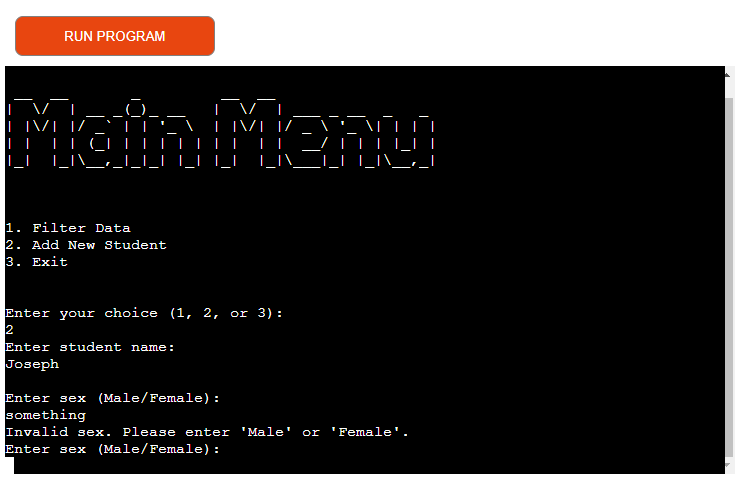 RUN PROGRAM
Main Menu
1. Filter Data
2. Add New Student
3. Exit
Enter your choice (1, 2, or 3):
2
Enter student name:
Joseph
Enter sex (Male/Female):
something
Invalid sex. Please enter 'Male' or 'Female'.
Enter sex (Male/Female):